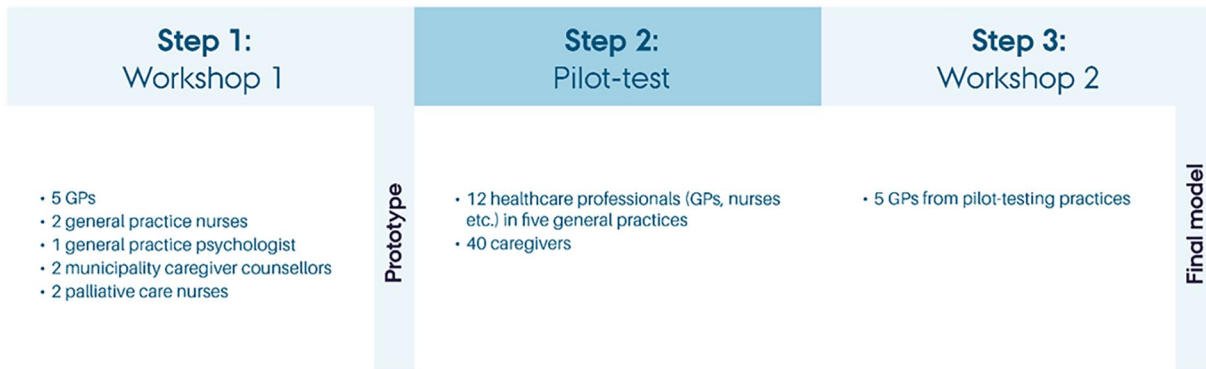 Step 1:
Workshop 1
• 5 GPs
• 2 general practice nurses
• 1 general practice psychologist
• 2 municipality caregiver counsellors
• 2 palliative care nurses
Prototype
Step 2:
Pilot-test
• 12 healthcare professionals (GPs, nurses
etc.) in five general practices
• 40 caregivers
Step 3:
Workshop 2
• 5 GPs from pilot-testing practices
Final model